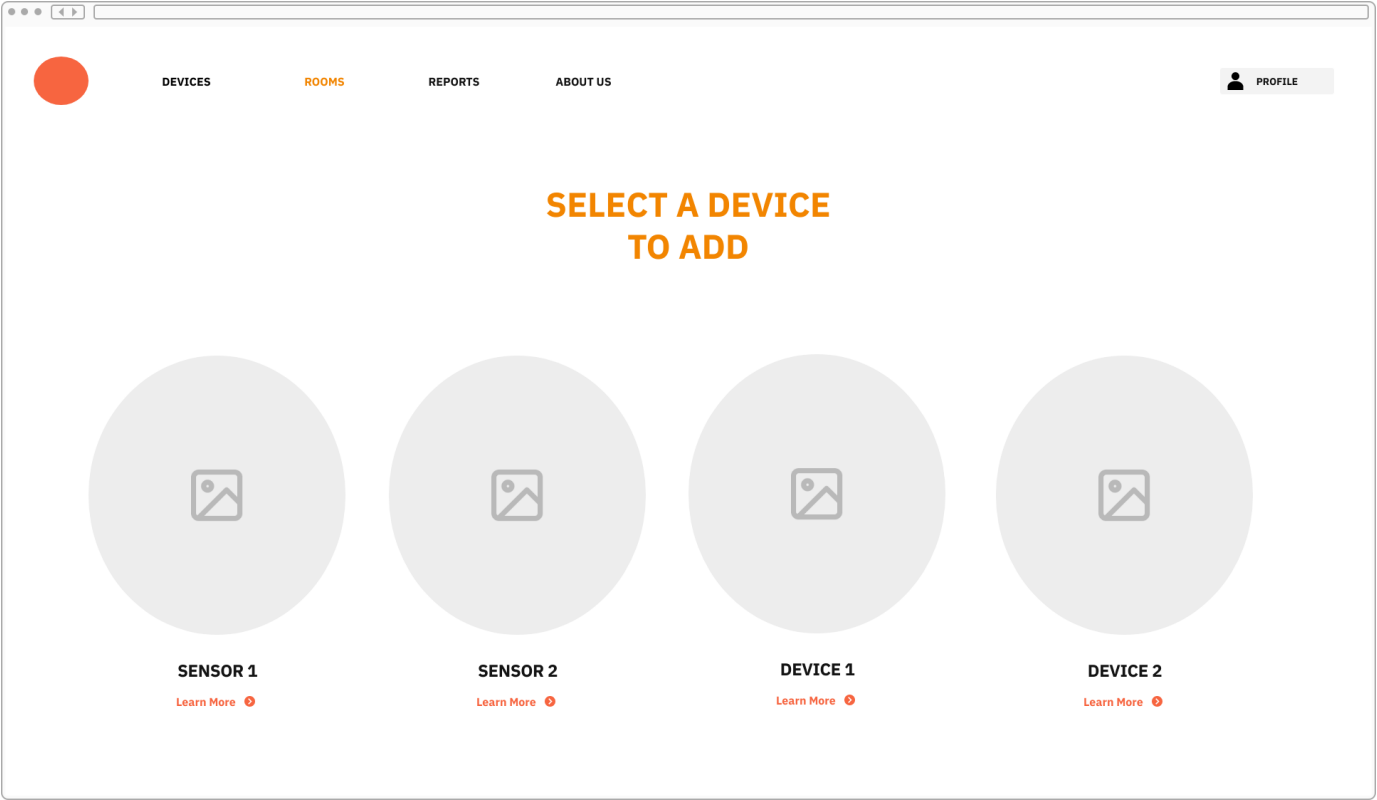 DEVICES
ROOMS
REPORTS
ABOUT US
PROFILE
SELECT A DEVICE
TO ADD
SENSOR 1
SENSOR 2
DEVICE 1
DEVICE 2
Learn More
Learn More
Learn More
Learn More